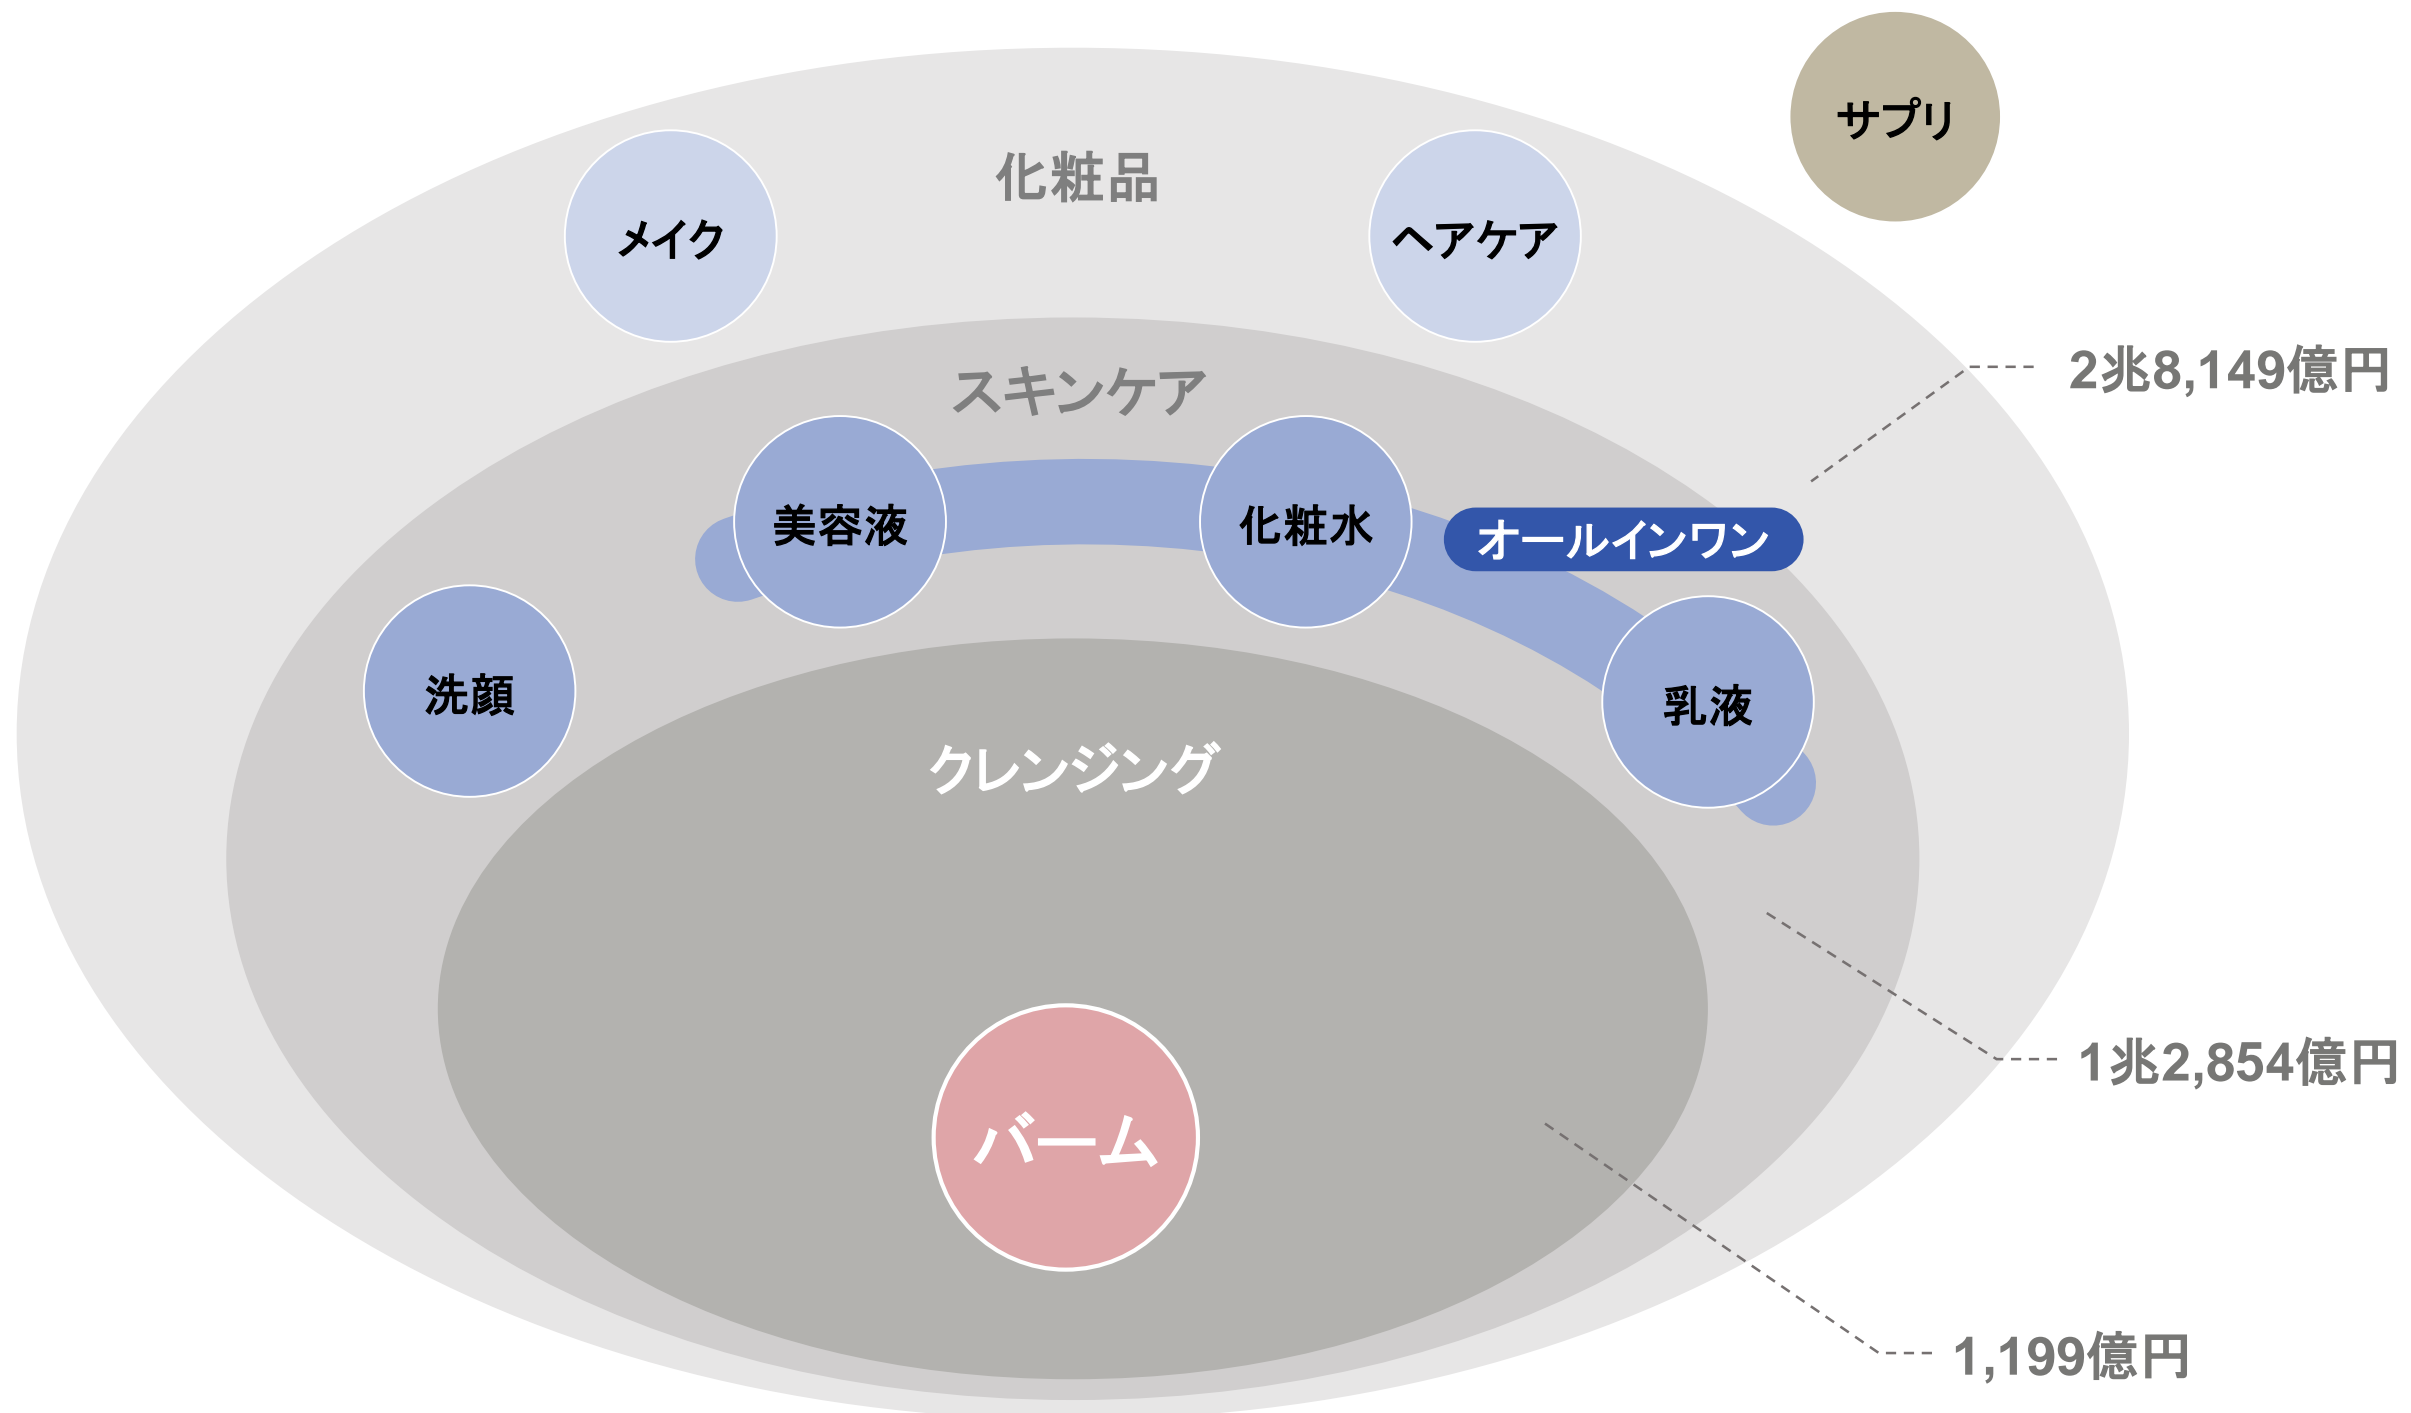 サプリ
化粧品
メイク
ヘアケア
2兆8,149億円
スキンケア
美容液
化粧水
オールインワン
洗顔
乳液
クレンジング
1兆2,854億円
バーム
1,199億円